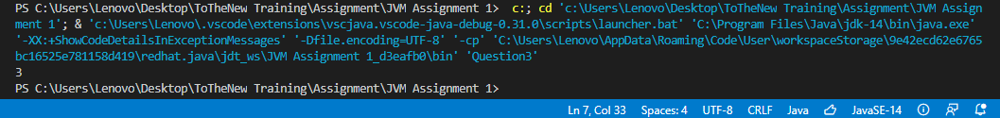 PS C:\Users\Lenovo\Desktop\ToTheNew Training\Assignment\JVM Assignment 1>  c:; cd 'c:\Users\Lenovo\Desktop\ToTheNew Training\Assignment\JVM Assign
ment 1'; & 'c:\Users\Lenovo\.vscode\extensions\vscjava.vscode-java-debug-0.31.0\scripts\launcher.bat' 'C:\Program Files\Java\jdk-14\bin\java.exe'
'-XX:+ShowCodeDetailsInExceptionMessages' '-Dfile.encoding=UTF-8' '-cp' 'C:\Users\Lenovo\AppData\Roaming\Code\User\workspaceStorage\9e42ecd62e6765
bc16525e781158d419\redhat.java\jdt_ws\JVM Assignment 1_d3eafb0\bin' 'Question3'
3
PS C:\Users\Lenovo\Desktop\ToTheNew Training\Assignment\JVM Assignment 1>
Ln 7, Col 33 Spaces: 4 UTF-8 CRLF Java JavaSE-14